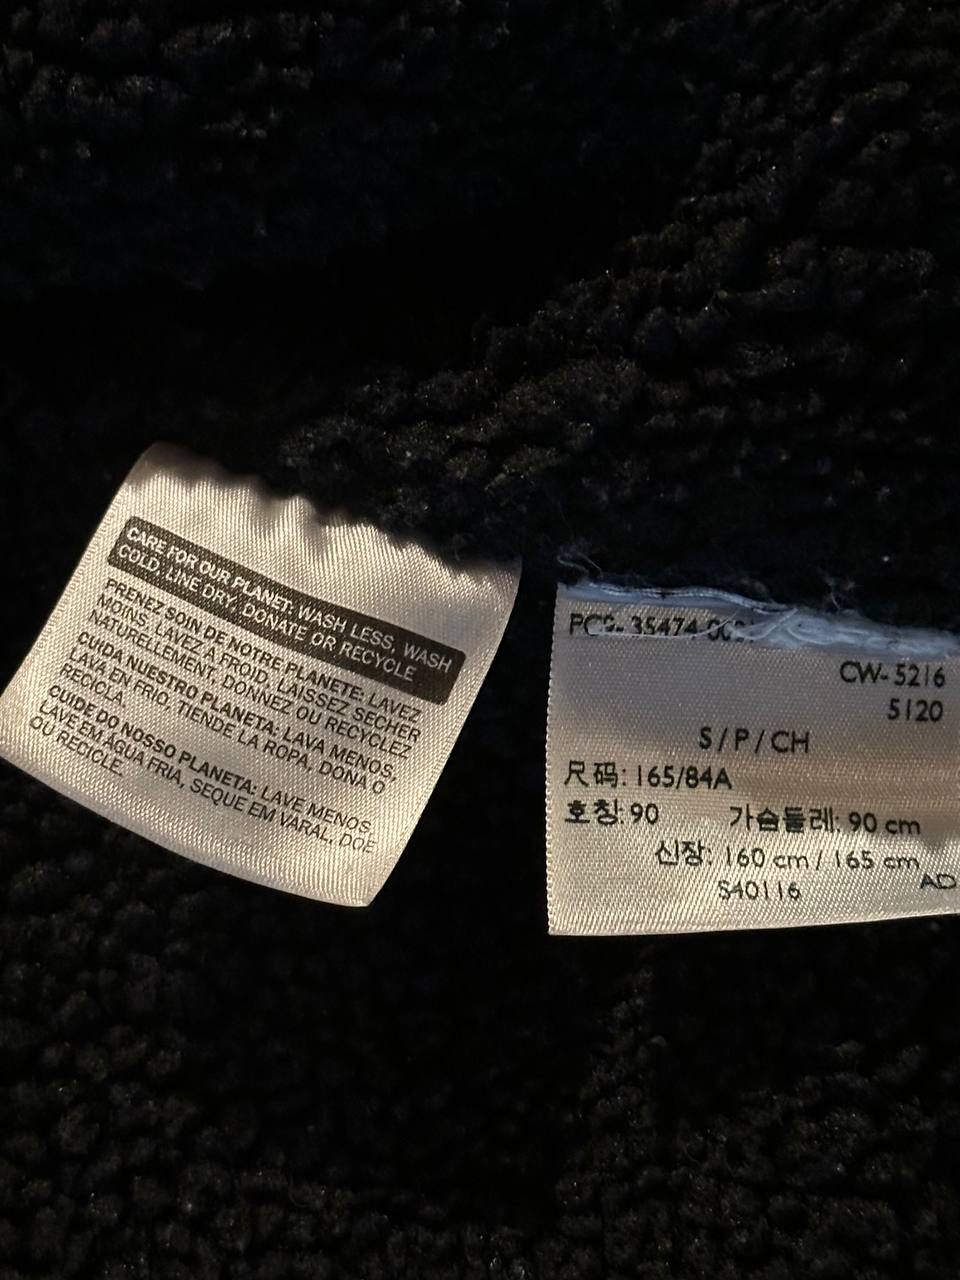 CARE FOR OUR PLANET: WASH LESS, WASH
COLD, LINE DRY, DONATE OR RECYCLE
PRENEZ SOIN DE NOTRE PLANÈTE: LAVEZ
MOINS, LAVEZ À FROID, LAISSEZ SÉCHER
NATURELLEMENT, DONNEZ OU RECYCLEZ
CUIDA NUESTRO PLANETA: LAVA MENOS,
LAVA EN FRIO, TIENDE LA ROPA, DONA O
RECICLA.
CUIDE DO NOSSO PLANETA: LAVE MENOS,
LAVE EM ÁGUA FRIA, SEQUE EM VARAL, DOE
OU RECICLE.
PC9-35474
CW-5216
5120
S/P/CH
尺码: 165/84A
호칭: 90 가슴둘레: 90 cm
신장: 160 cm / 165 cm
S40116 AD